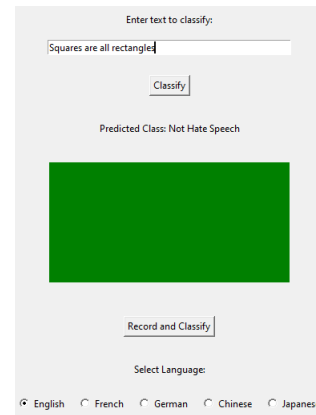 Enter text to classify:
Squares are all rectangles
Classify
Predicted Class: Not Hate Speech
Record and Classify
Select Language:
English French German Chinese Japanes